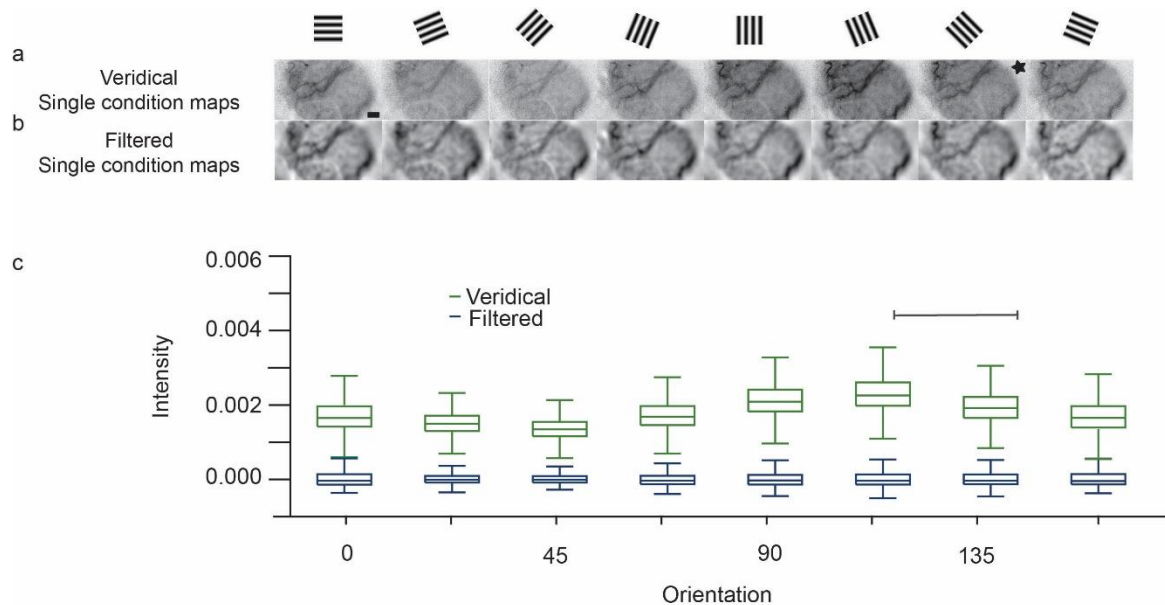 a
Veridical
Single condition maps
b
Filtered
Single condition maps
c
0.006
0.004
0.002
0.000
Intensity
Veridical
Filtered
0 45 90 135
Orientation